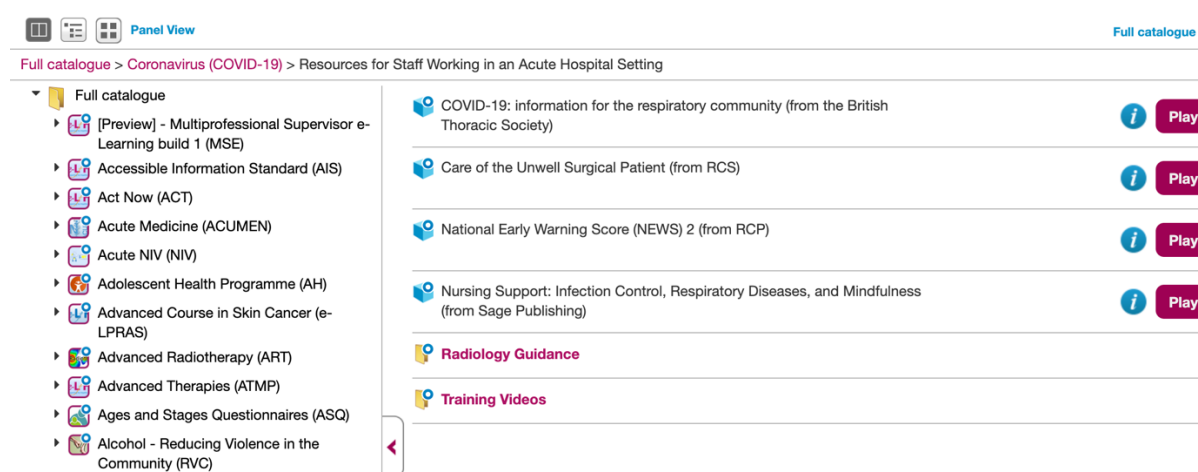 Panel View
Full catalogue
Full catalogue > Coronavirus (COVID-19) > Resources for Staff Working in an Acute Hospital Setting
Full catalogue
[Preview] - Multiprofessional Supervisor e-
Learning build 1 (MSE)
Accessible Information Standard (AIS)
Act Now (ACT)
Acute Medicine (ACUMEN)
Acute NIV (NIV)
Adolescent Health Programme (AH)
Advanced Course in Skin Cancer (e-
LPRAS)
Advanced Radiotherapy (ART)
Advanced Therapies (ATMP)
Ages and Stages Questionnaires (ASQ)
Alcohol - Reducing Violence in the
Community (RVC)
COVID-19: information for the respiratory community (from the British
Thoracic Society)
i Play
Care of the Unwell Surgical Patient (from RCS)
i Play
National Early Warning Score (NEWS) 2 (from RCP)
i Play
Nursing Support: Infection Control, Respiratory Diseases, and Mindfulness
(from Sage Publishing)
i Play
Radiology Guidance
Training Videos